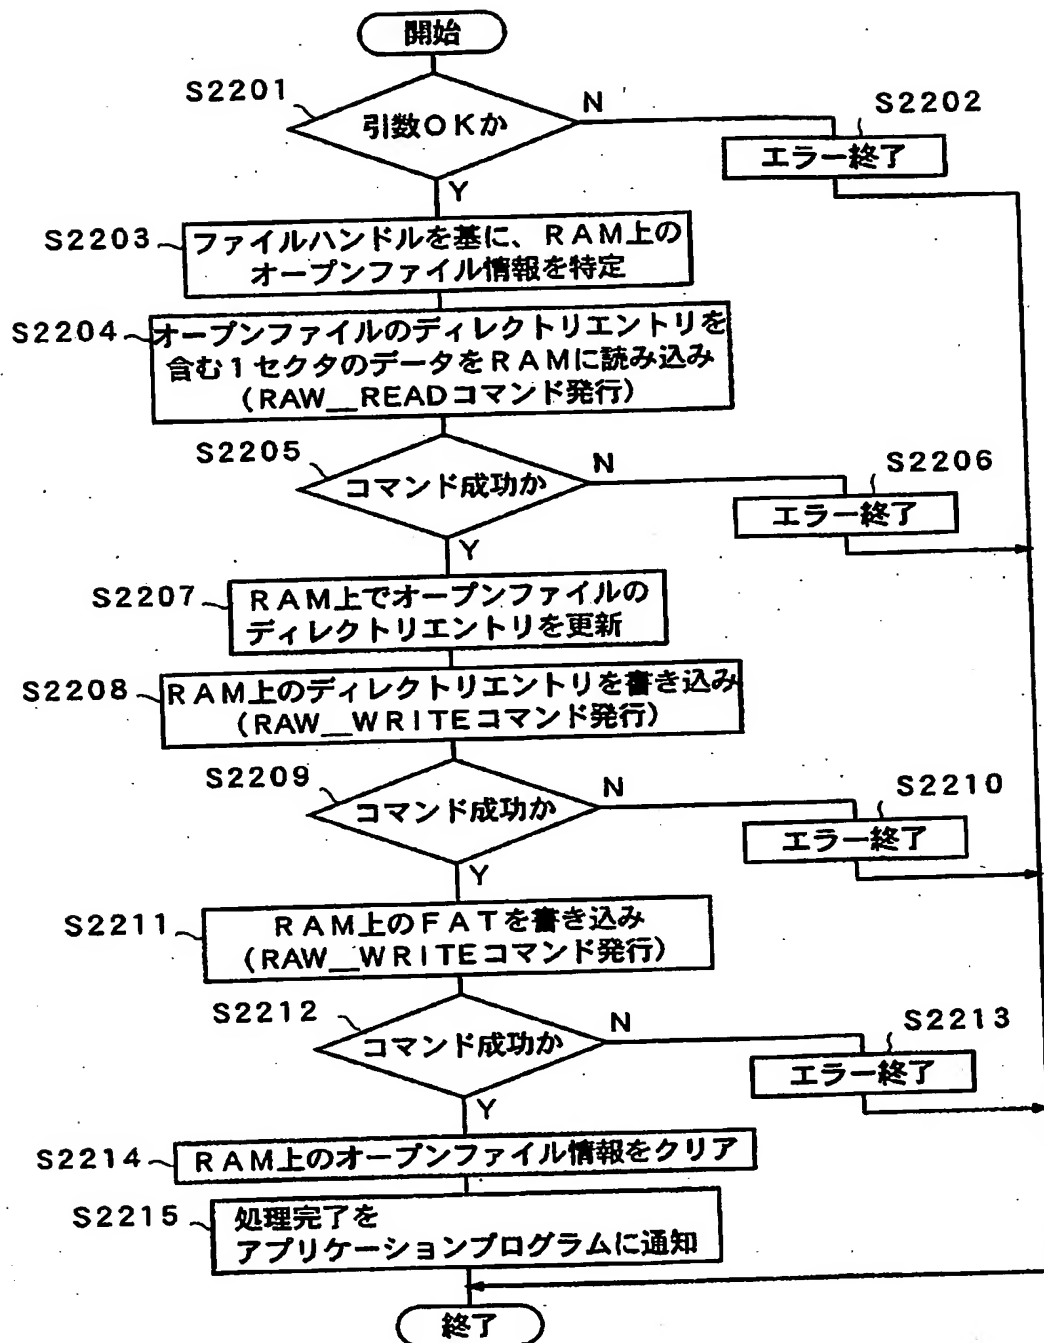 開始
S2201
引数OKか
N
S2202
エラー終了
Y
S2203
ファイルハンドルを基に、RAM上の
オープンファイル情報を特定
S2204
オープンファイルのディレクトリエントリを
含む1セクタのデータをRAMに読み込み
(RAW__READコマンド発行)
S2205
コマンド成功か
N
S2206
エラー終了
Y
S2207
RAM上でオープンファイルの
ディレクトリエントリを更新
S2208
RAM上のディレクトリエントリを書き込み
(RAW__WRITEコマンド発行)
S2209
コマンド成功か
N
S2210
エラー終了
Y
S2211
RAM上のFATを書き込み
(RAW__WRITEコマンド発行)
S2212
コマンド成功か
N
S2213
エラー終了
Y
S2214
RAM上のオープンファイル情報をクリア
S2215
処理完了を
アプリケーションプログラムに通知
終了